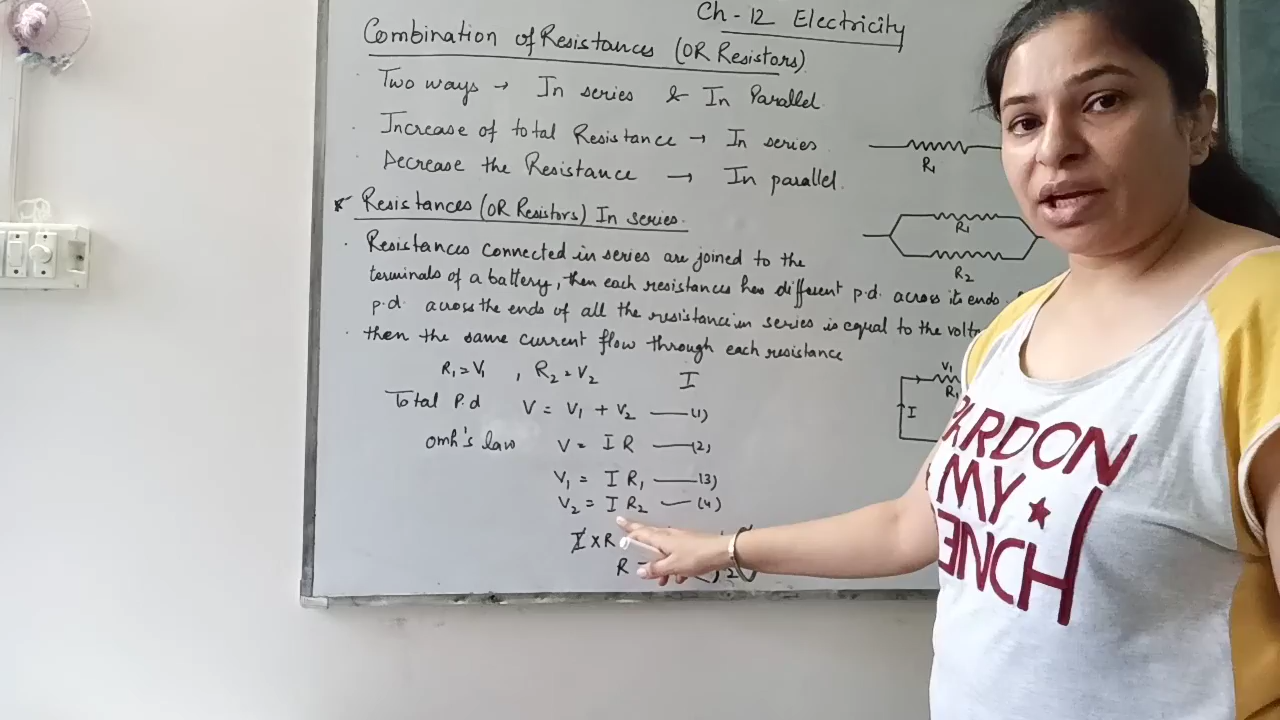 Ch - 12 Electricity
Combination of Resistances (OR Resistors)
Two ways → In series & In Parallel
Increase of total Resistance → In series
Decrease the Resistance → In parallel.
R₁
* Resistances (OR Resistors) In series.
R₁
R₂
Resistances connected in series are joined to the
terminals of a battery, then each resistances has different p.d. across its ends.
p.d. across the ends of all the resistance in series is equal to the
then the same current flow through each resistance
R₁ = V₁ , R₂ = V₂ I
V₁
R₁
I
Total P.d V = V₁ + V₂ — (1)
omh's law V = I R — (2)
V₁ = I R₁ — (3)
V₂ = I R₂ — (4)
I × R
R
2
PARDON
MY